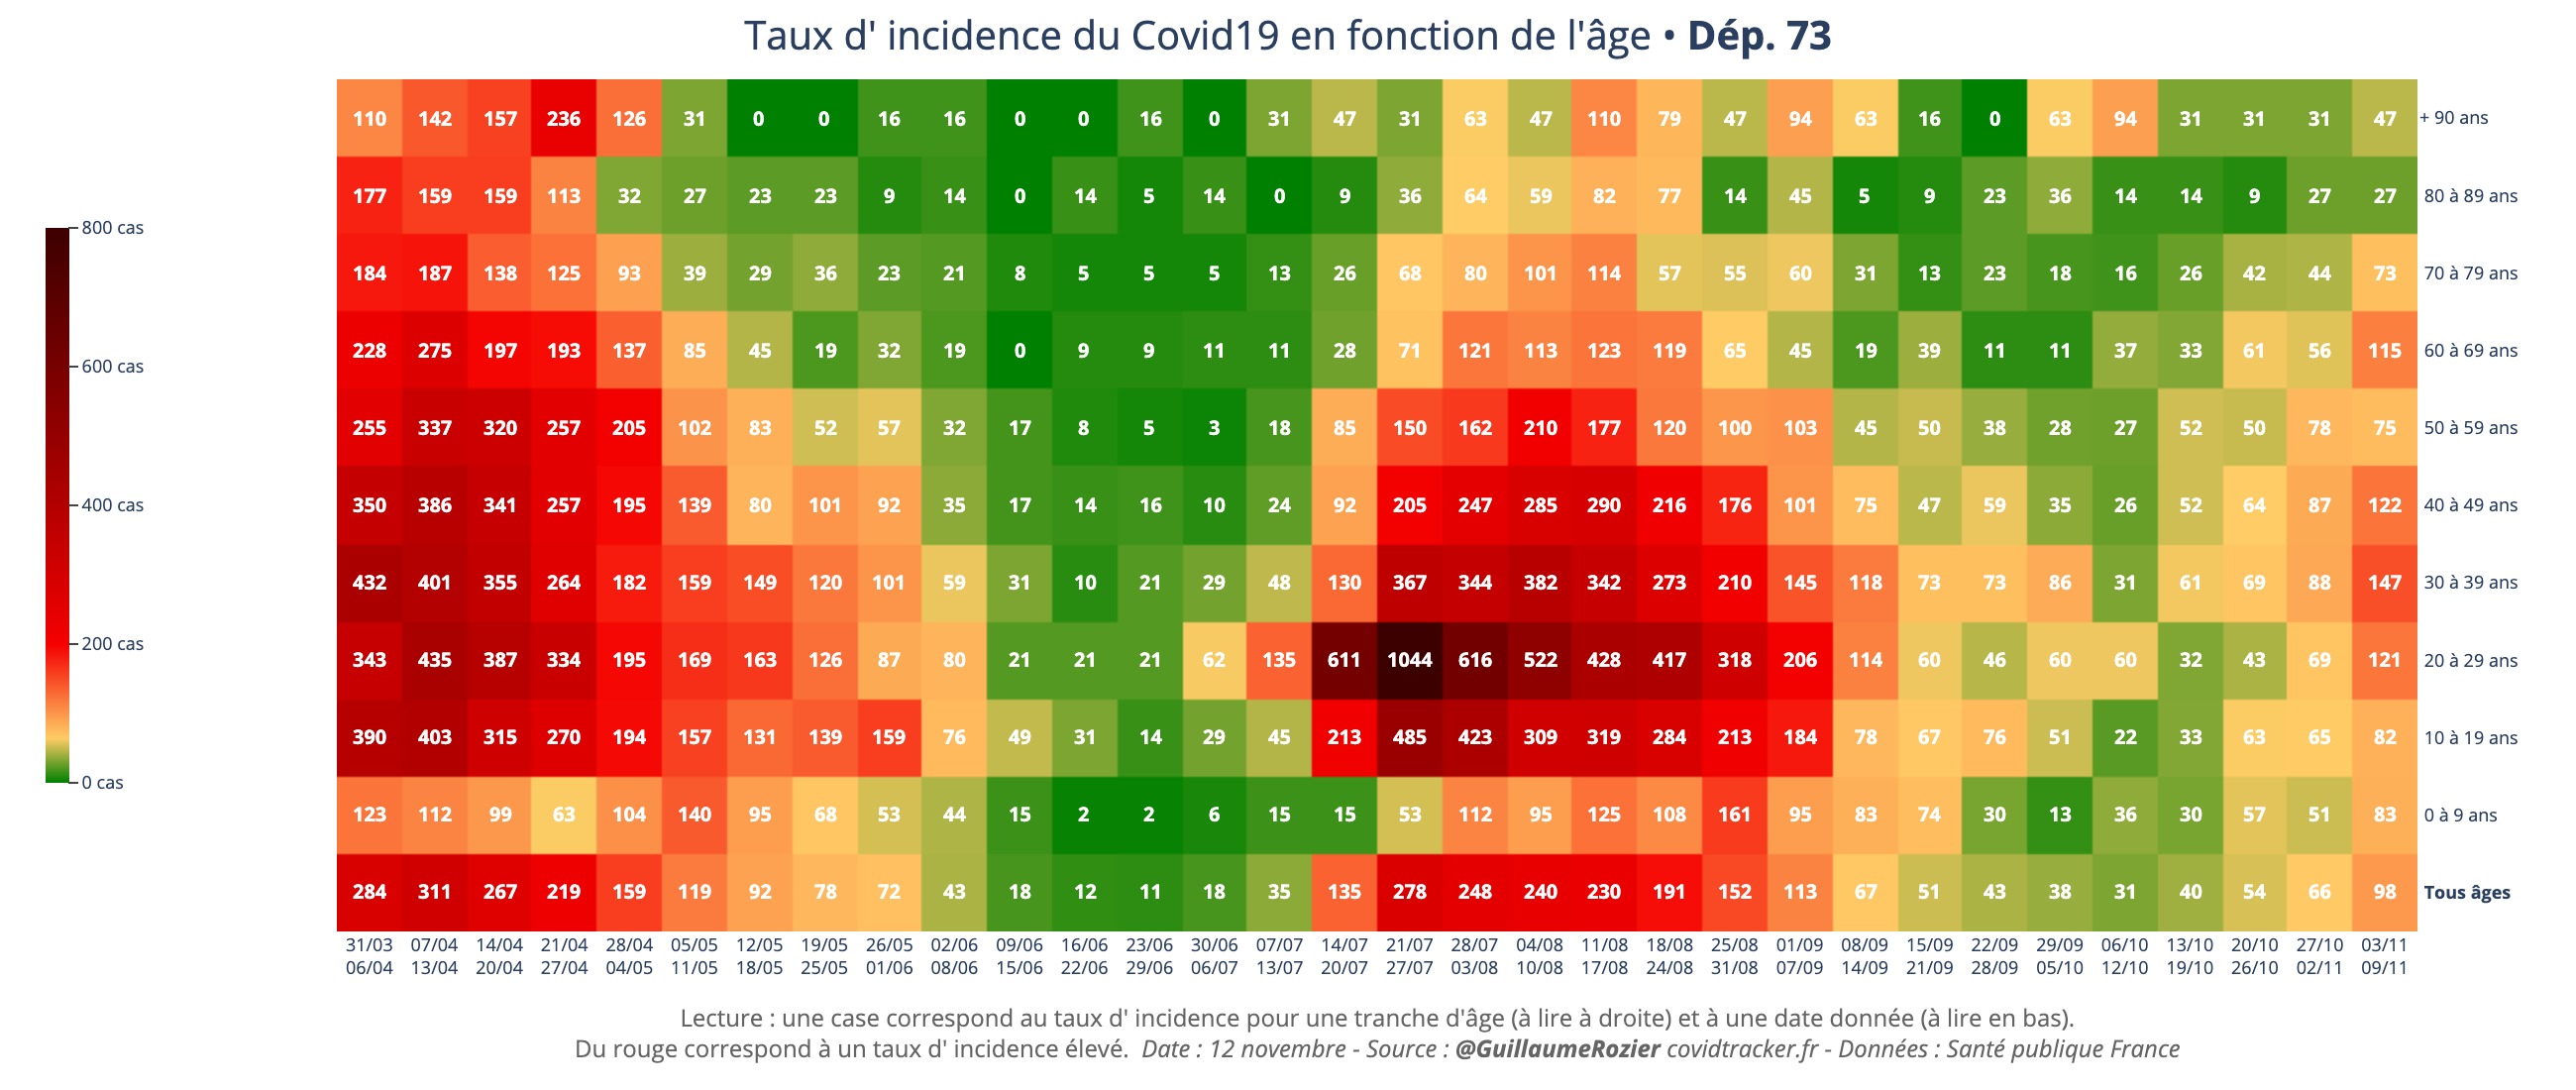 Taux d' incidence du Covid19 en fonction de l'âge • Dép. 73
800 cas
600 cas
400 cas
200 cas
0 cas
110 142 157 236 126 31 0 0 16 16 0 0 16 0 31 47 31 63 47 110 79 47 94 63 16 0 63 94 31 31 31 47 + 90 ans
177 159 159 113 32 27 23 23 9 14 0 14 5 14 0 9 36 64 59 82 77 14 45 5 9 23 36 14 14 9 27 27 80 à 89 ans
184 187 138 125 93 39 29 36 23 21 8 5 5 5 13 26 68 80 101 114 57 55 60 31 13 23 18 16 26 42 44 73 70 à 79 ans
228 275 197 193 137 85 45 19 32 19 0 9 9 11 11 28 71 121 113 123 119 65 45 19 39 11 11 37 33 61 56 115 60 à 69 ans
255 337 320 257 205 102 83 52 57 32 17 8 5 3 18 85 150 162 210 177 120 100 103 45 50 38 28 27 52 50 78 75 50 à 59 ans
350 386 341 257 195 139 80 101 92 35 17 14 16 10 24 92 205 247 285 290 216 176 101 75 47 59 35 26 52 64 87 122 40 à 49 ans
432 401 355 264 182 159 149 120 101 59 31 10 21 29 48 130 367 344 382 342 273 210 145 118 73 73 86 31 61 69 88 147 30 à 39 ans
343 435 387 334 195 169 163 126 87 80 21 21 21 62 135 611 1044 616 522 428 417 318 206 114 60 46 60 60 32 43 69 121 20 à 29 ans
390 403 315 270 194 157 131 139 159 76 49 31 14 29 45 213 485 423 309 319 284 213 184 78 67 76 51 22 33 63 65 82 10 à 19 ans
123 112 99 63 104 140 95 68 53 44 15 2 2 6 15 15 53 112 95 125 108 161 95 83 74 30 13 36 30 57 51 83 0 à 9 ans
284 311 267 219 159 119 92 78 72 43 18 12 11 18 35 135 278 248 240 230 191 152 113 67 51 43 38 31 40 54 66 98 Tous âges
31/03 07/04 14/04 21/04 28/04 05/05 12/05 19/05 26/05 02/06 09/06 16/06 23/06 30/06 07/07 14/07 21/07 28/07 04/08 11/08 18/08 25/08 01/09 08/09 15/09 22/09 29/09 06/10 13/10 20/10 27/10 03/11
06/04 13/04 20/04 27/04 04/05 11/05 18/05 25/05 01/06 08/06 15/06 22/06 29/06 06/07 13/07 20/07 27/07 03/08 10/08 17/08 24/08 31/08 07/09 14/09 21/09 28/09 05/10 12/10 19/10 26/10 02/11 09/11
Lecture : une case correspond au taux d' incidence pour une tranche d'âge (à lire à droite) et à une date donnée (à lire en bas).
Du rouge correspond à un taux d' incidence élevé. Date : 12 novembre - Source : @GuillaumeRozier covidtracker.fr - Données : Santé publique France